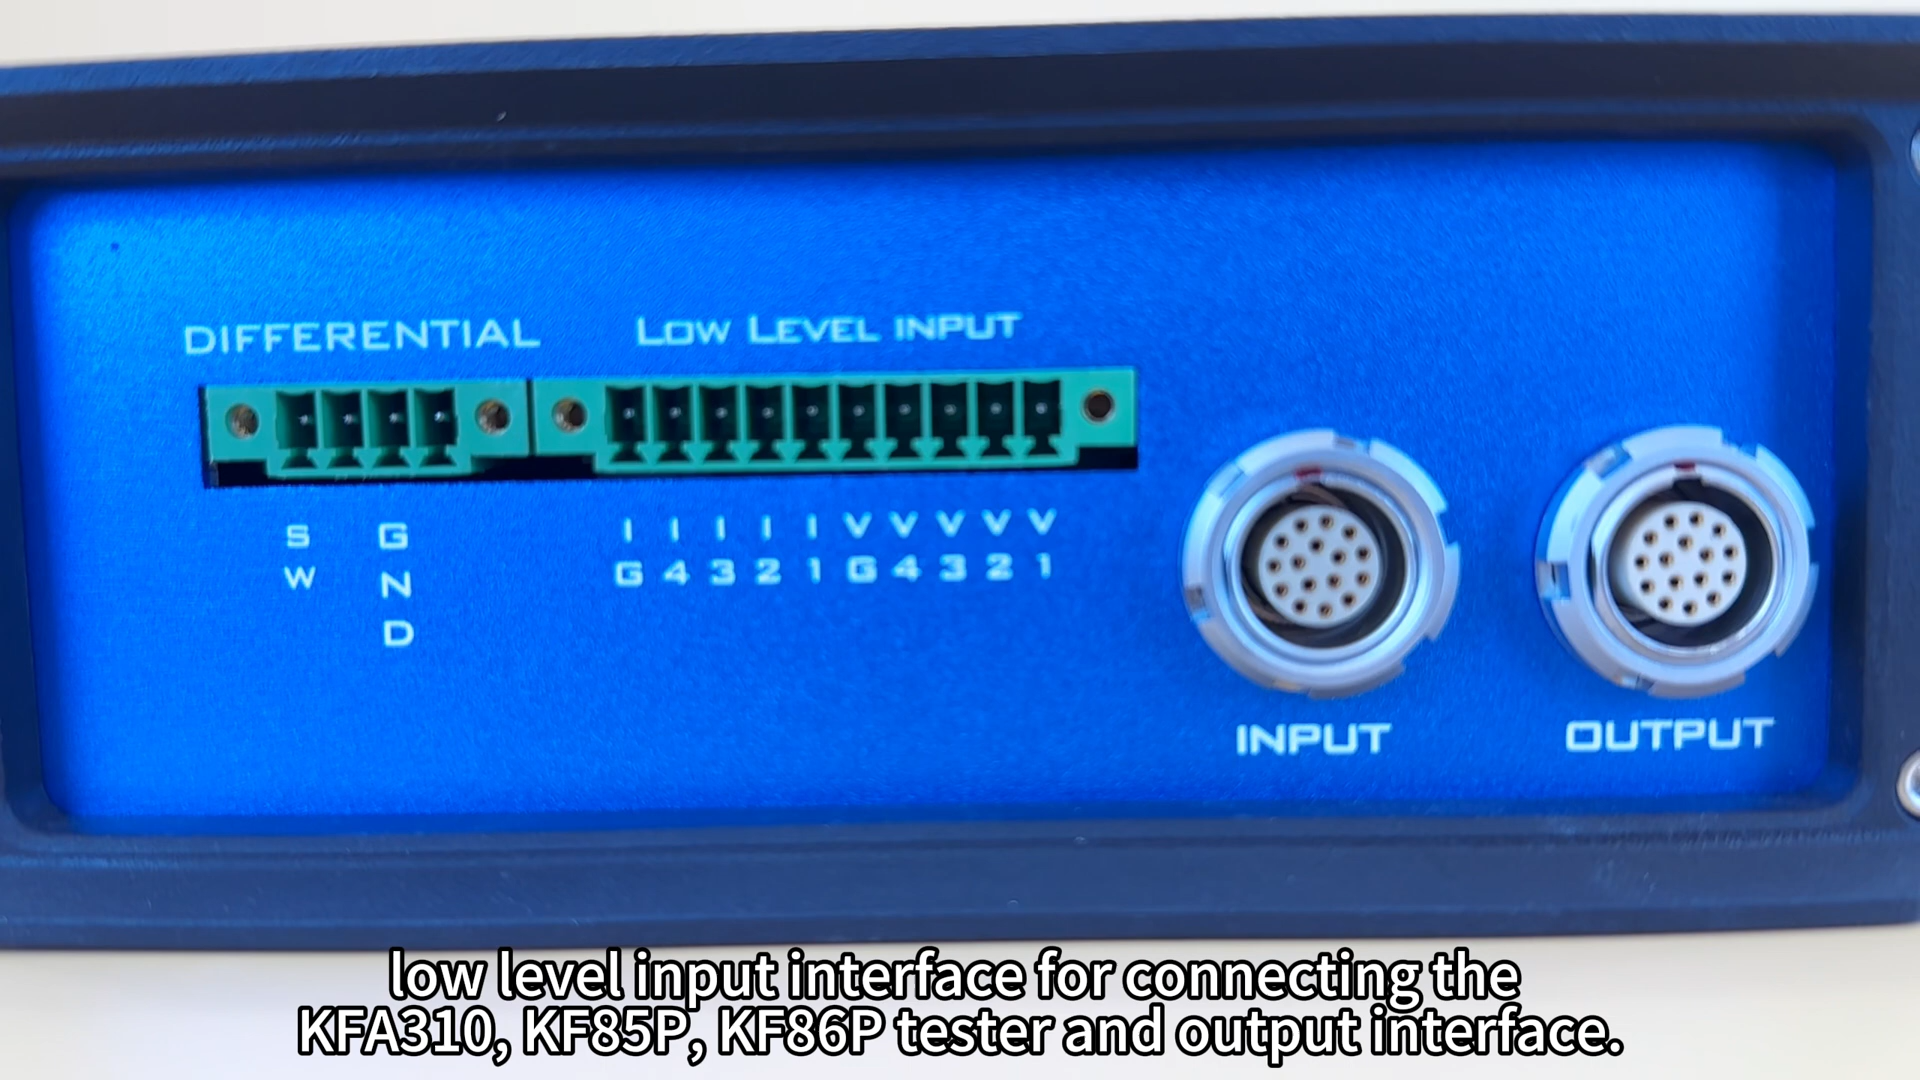 DIFFERENTIAL
LOW LEVEL INPUT
S
W
G
N
D
I I I I I V V V V V
G 4 3 2 1 G 4 3 2 1
INPUT
OUTPUT
low level input interface for connecting the
KFA310, KF85P, KF86P tester and output interface.